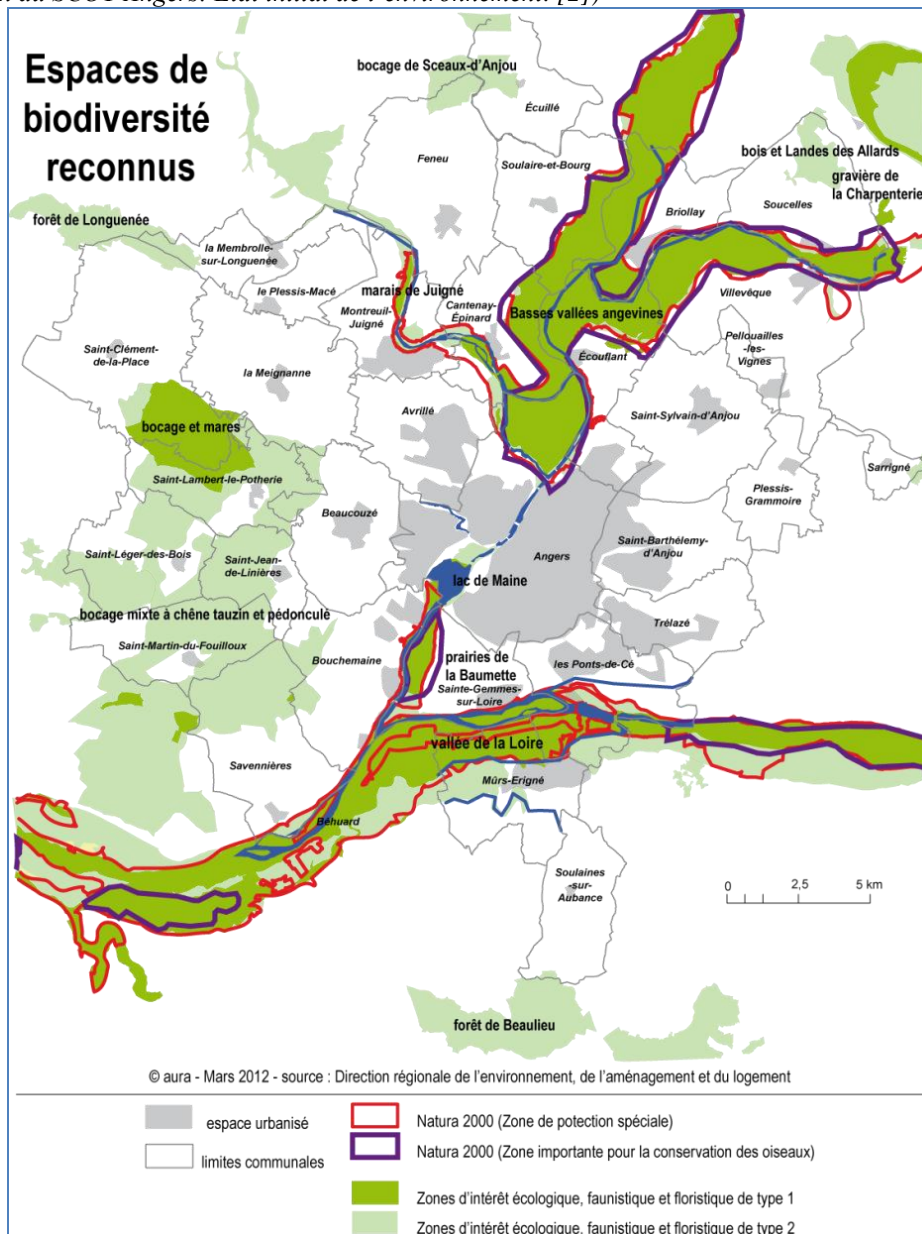 du SCOT Angers. Etat initial de l'environnement. [2])
Espaces de
biodiversité
reconnus
bocage de Sceaux-d'Anjou
Écuillé
Feneu
Soulaire-et-Bourg
bois et Landes des Allards
gravière de
la Charpenterie
Soucelles
Briollay
forêt de Longuenée
la Membrolle-
sur-Longuenée
le Plessis-Macé
marais de Juigné
Montreuil-
Juigné
Cantenay-
Épinard
Basses vallées angevines
Villevêque
Pellouailles
-les-
Vignes
Écouflant
Saint-Clément-
de-la-Place
la Meignanne
Avrillé
Saint-Sylvain-d'Anjou
bocage et mares
Saint-Lambert-le-Potherie
Sarrigné
Plessis-
Grammoire
Beaucouzé
Saint-Barthélemy-
d'Anjou
Angers
Saint-Léger-des-Bois
Saint-Jean-
de-Linières
lac de Maine
bocage mixte à chêne tauzin et pédonculé
Trélazé
Saint-Martin-du-Fouilloux
Bouchemaine
prairies de
la Baumette
les Ponts-de-Cé
Sainte-Gemmes-
sur-Loire
vallée de la Loire
Savennières
Mûrs-Erigné
Béhuard
Soulaines
-sur-
Aubance
0 2,5 5 km
forêt de Beaulieu
© aura - Mars 2012 - source : Direction régionale de l'environnement, de l'aménagement et du logement
espace urbanisé
limites communales
Natura 2000 (Zone de potection spéciale)
Natura 2000 (Zone importante pour la conservation des oiseaux)
Zones d'intérêt écologique, faunistique et floristique de type 1
Zones d'intérêt écologique, faunistique et floristique de type 2